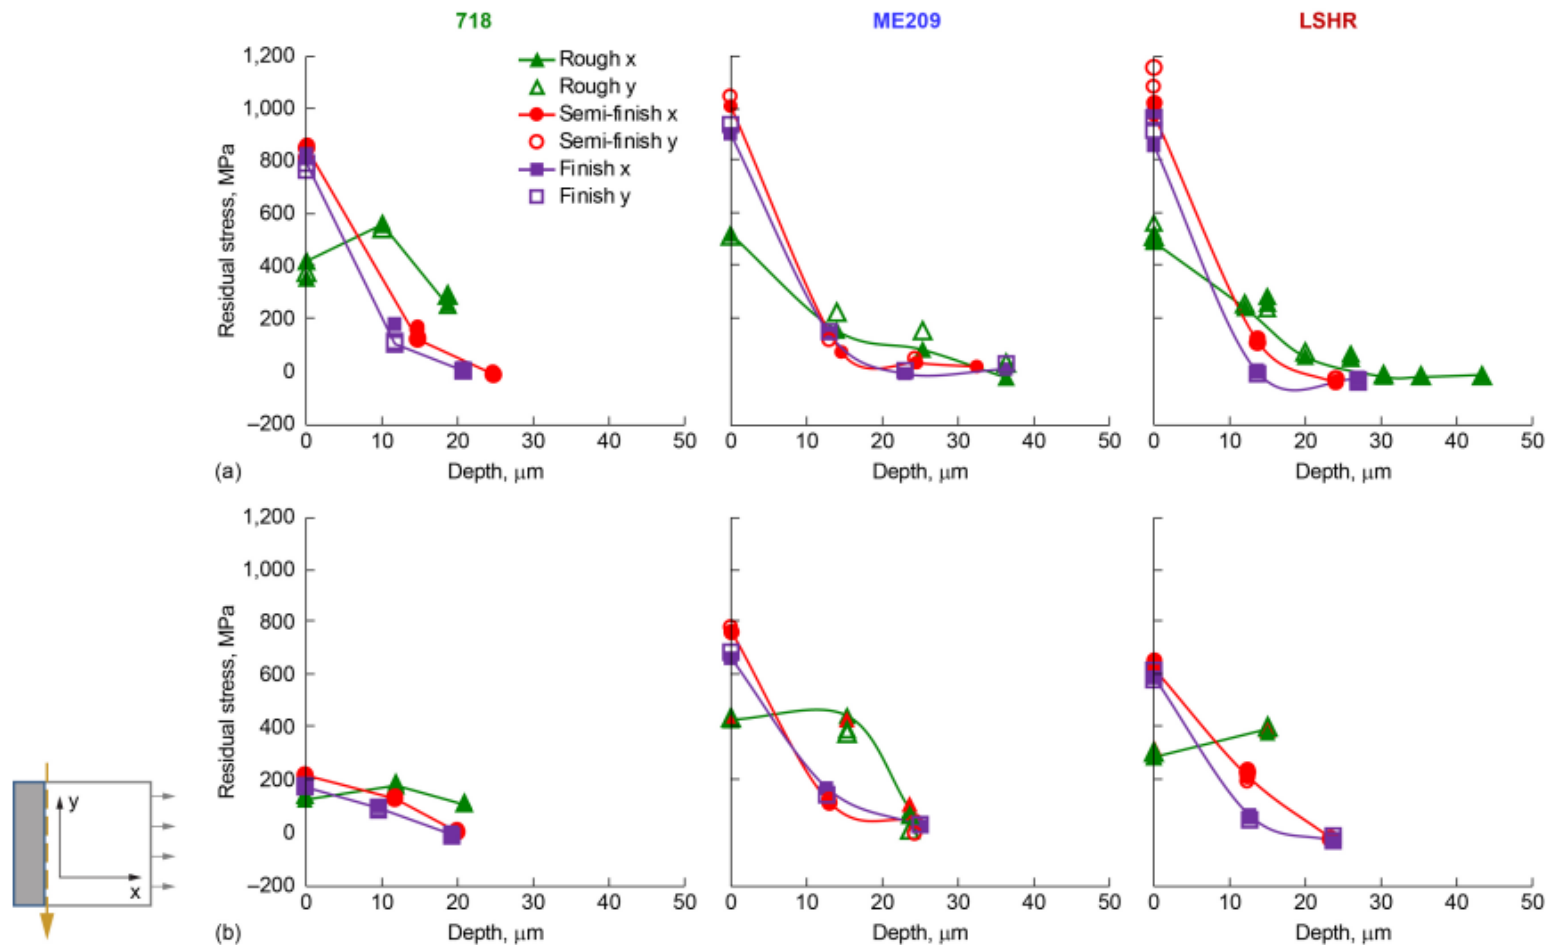 718
ME209
LSHR
1,200
1,000
800
600
400
200
0
–200
Residual stress, MPa
Rough x
Rough y
Semi-finish x
Semi-finish y
Finish x
Finish y
0 10 20 30 40 50
0 10 20 30 40 50
0 10 20 30 40 50
(a)
Depth, μm
Depth, μm
Depth, μm
1,200
1,000
800
600
400
200
0
–200
Residual stress, MPa
y
x
0 10 20 30 40 50
0 10 20 30 40 50
0 10 20 30 40 50
(b)
Depth, μm
Depth, μm
Depth, μm